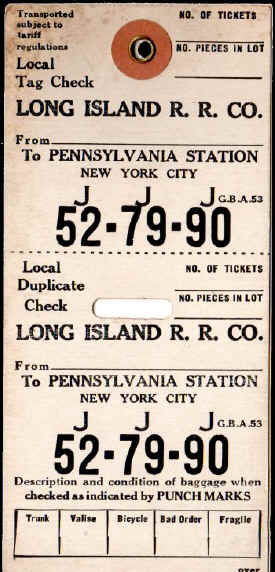 Transported
subject to
tariff
regulations
NO. OF TICKETS
NO. PIECES IN LOT
Local
Tag Check
LONG ISLAND R. R. CO.
From
To PENNSYLVANIA STATION
NEW YORK CITY
J J J G.B.A.53
52-79-90
Local
Duplicate
Check
NO. OF TICKETS
NO. PIECES IN LOT
LONG ISLAND R. R. CO.
From
To PENNSYLVANIA STATION
NEW YORK CITY
J J J G.B.A.53
52-79-90
Description and condition of baggage when
checked as indicated by PUNCH MARKS
Trunk Valise Bicycle Bad Order Fragile
over